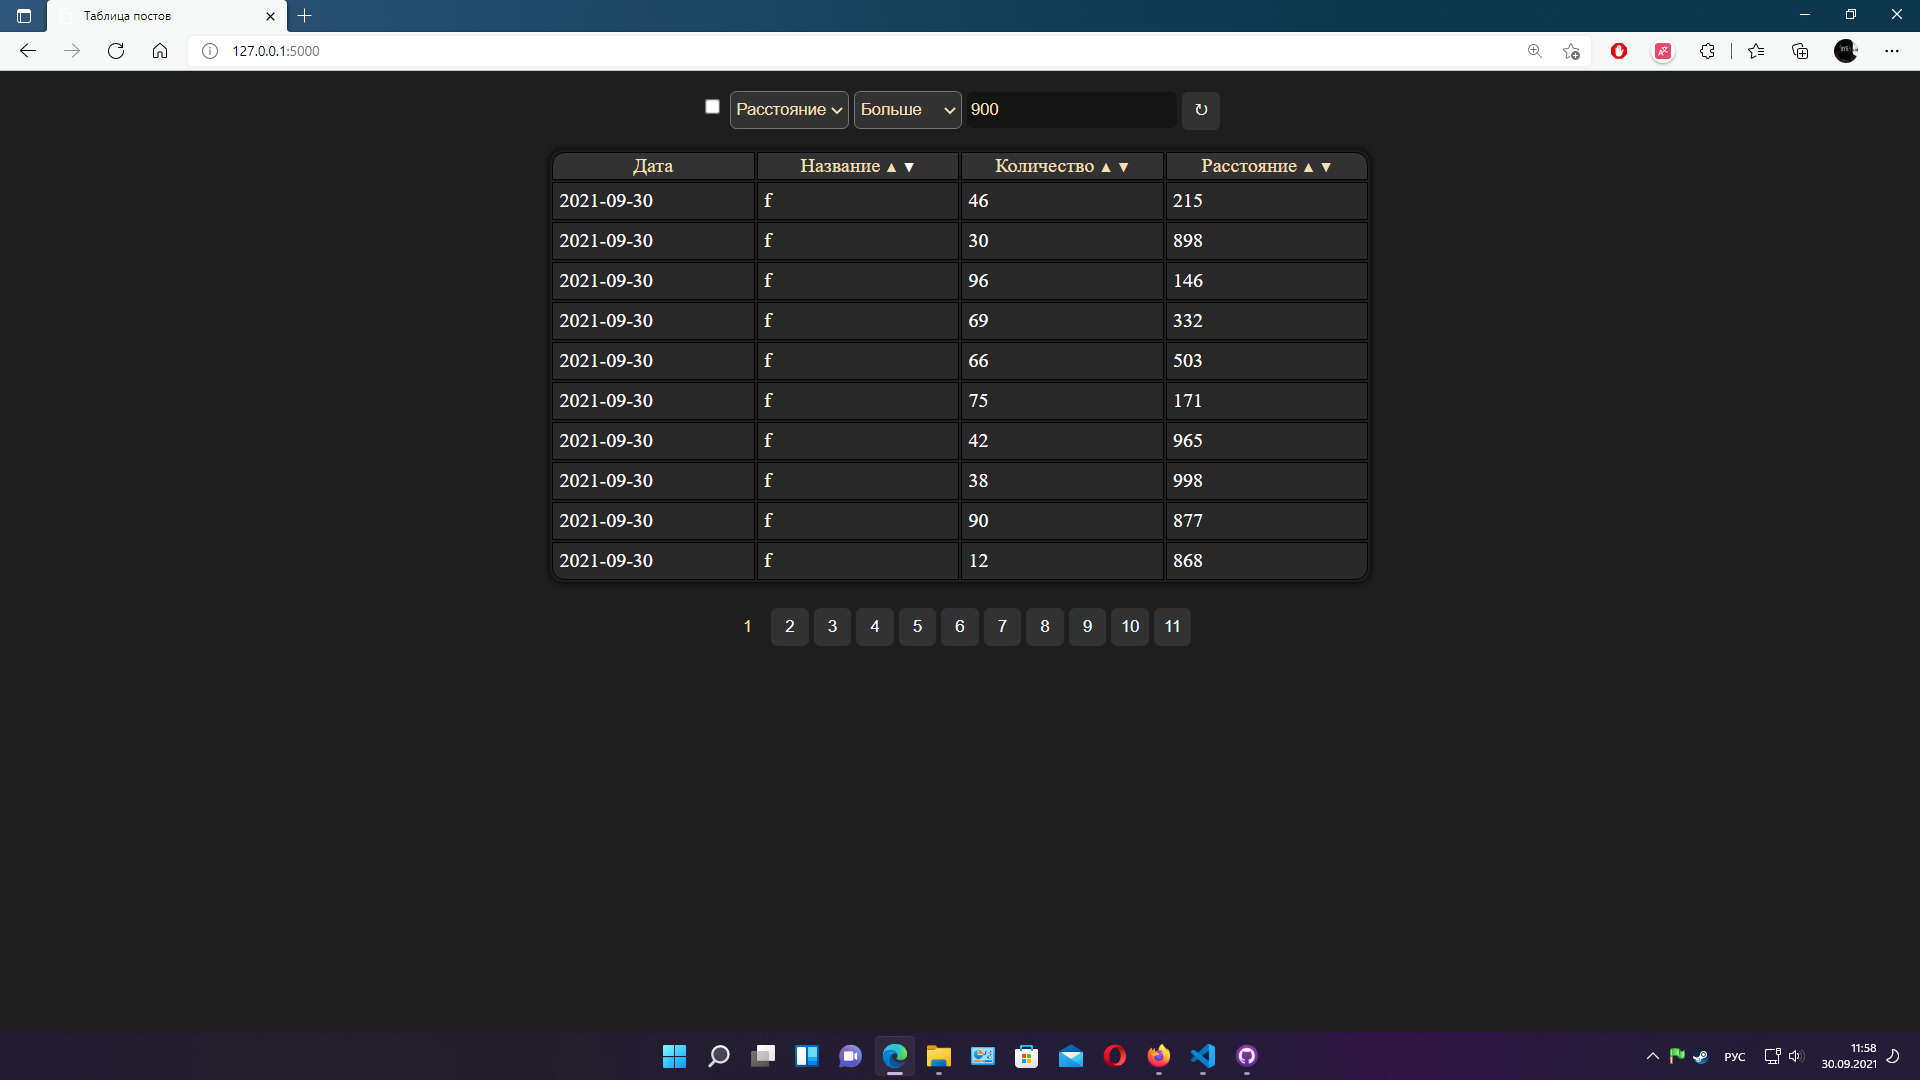 Таблица постов
127.0.0.1:5000
Расстояние Больше 900 ↻
Дата Название ▲ ▼ Количество ▲ ▼ Расстояние ▲ ▼
2021-09-30 f 46 215
2021-09-30 f 30 898
2021-09-30 f 96 146
2021-09-30 f 69 332
2021-09-30 f 66 503
2021-09-30 f 75 171
2021-09-30 f 42 965
2021-09-30 f 38 998
2021-09-30 f 90 877
2021-09-30 f 12 868
1 2 3 4 5 6 7 8 9 10 11
РУС
11:58
30.09.2021